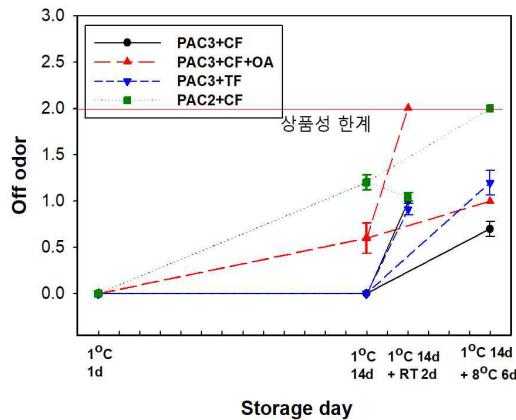 3.0
2.5
2.0
1.5
1.0
0.5
0.0
Off odor
PAC3+CF
PAC3+CF+OA
PAC3+TF
PAC2+CF
상품성 한계
1°C 1d
1°C 14d
1°C 14d + RT 2d
1°C 14d + 8°C 6d
Storage day